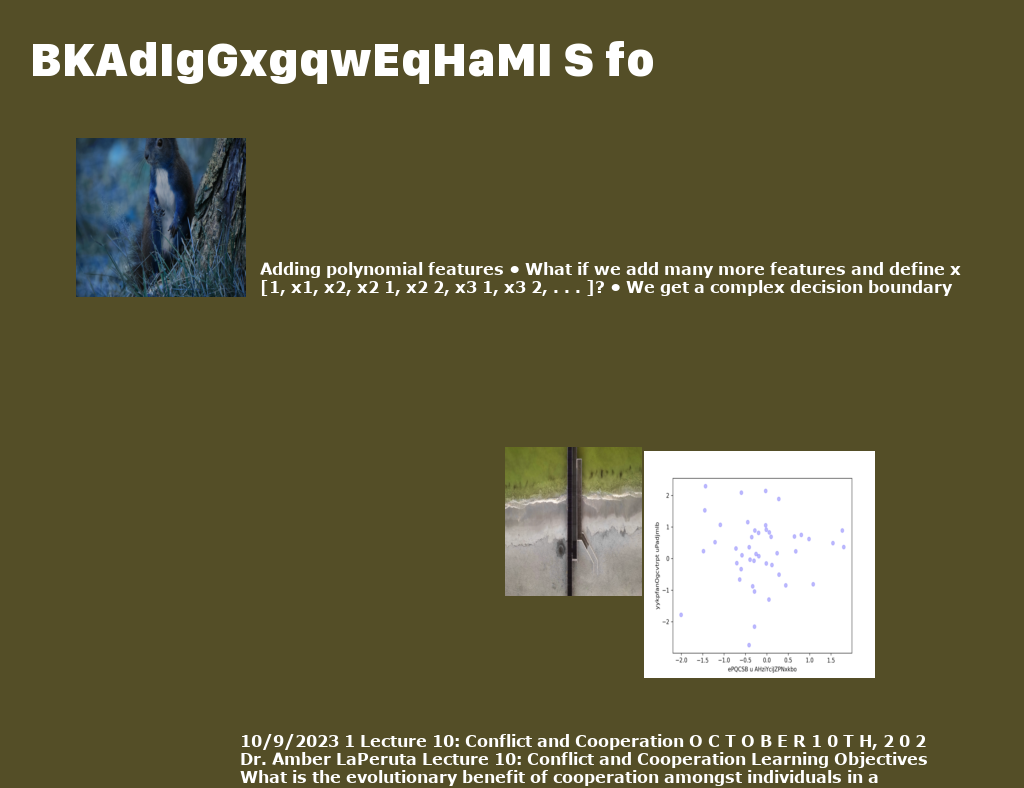 BKAdIgGxgqwEqHaMI S fo
Adding polynomial features • What if we add many more features and define x
[1, x1, x2, x2 1, x2 2, x3 1, x3 2, . . . ]? • We get a complex decision boundary
2
1
0
−1
−2
−2.0 −1.5 −1.0 −0.5 0.0 0.5 1.0 1.5
10/9/2023 1 Lecture 10: Conflict and Cooperation O C T O B E R 1 0 T H, 2 0 2
Dr. Amber LaPeruta Lecture 10: Conflict and Cooperation Learning Objectives
What is the evolutionary benefit of cooperation amongst individuals in a